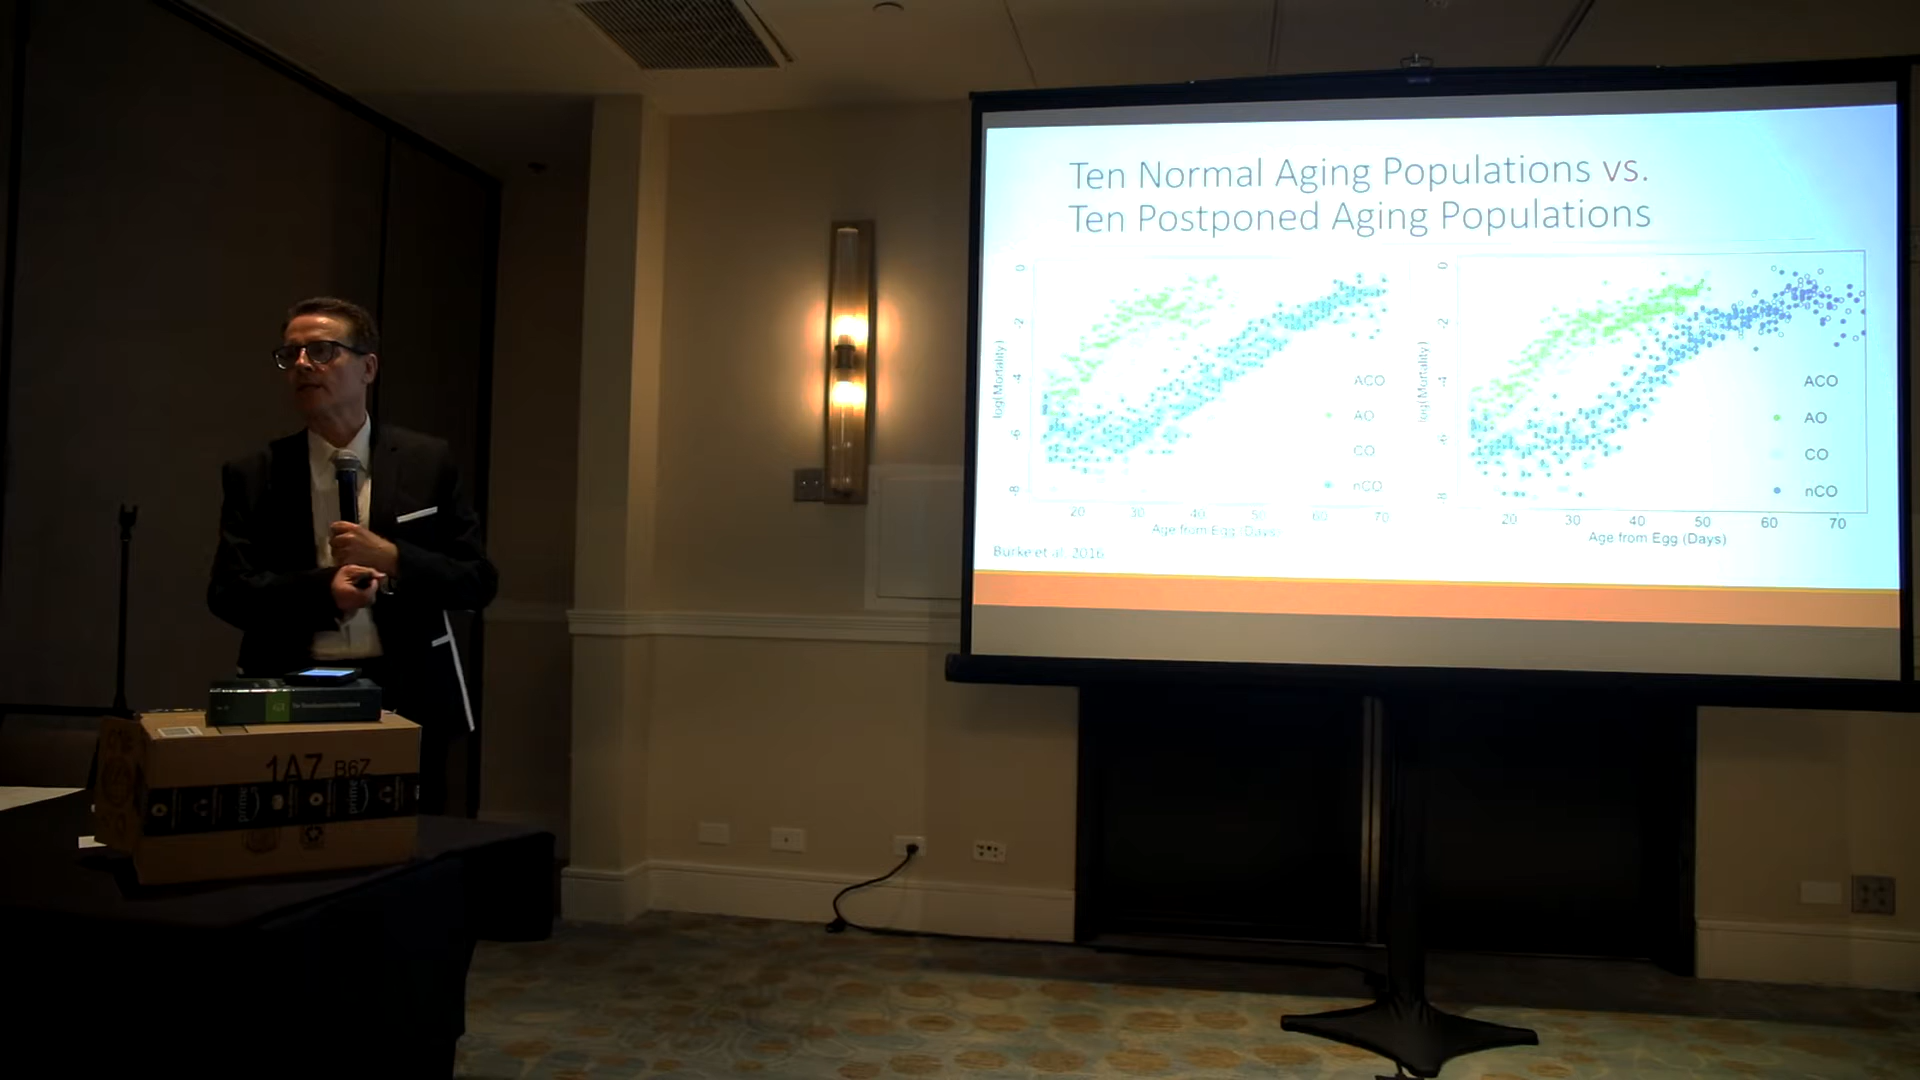 Ten Normal Aging Populations vs.
Ten Postponed Aging Populations
0
-2
-4
-6
-8
log(Mortality)
ACO
AO
CO
nCO
20 30 40 50 60 70
Age from Egg (Days)
0
-2
-4
-6
-8
log(Mortality)
ACO
AO
CO
nCO
20 30 40 50 60 70
Age from Egg (Days)
Burke et al. 2016
1A7 B6Z
prime
prime